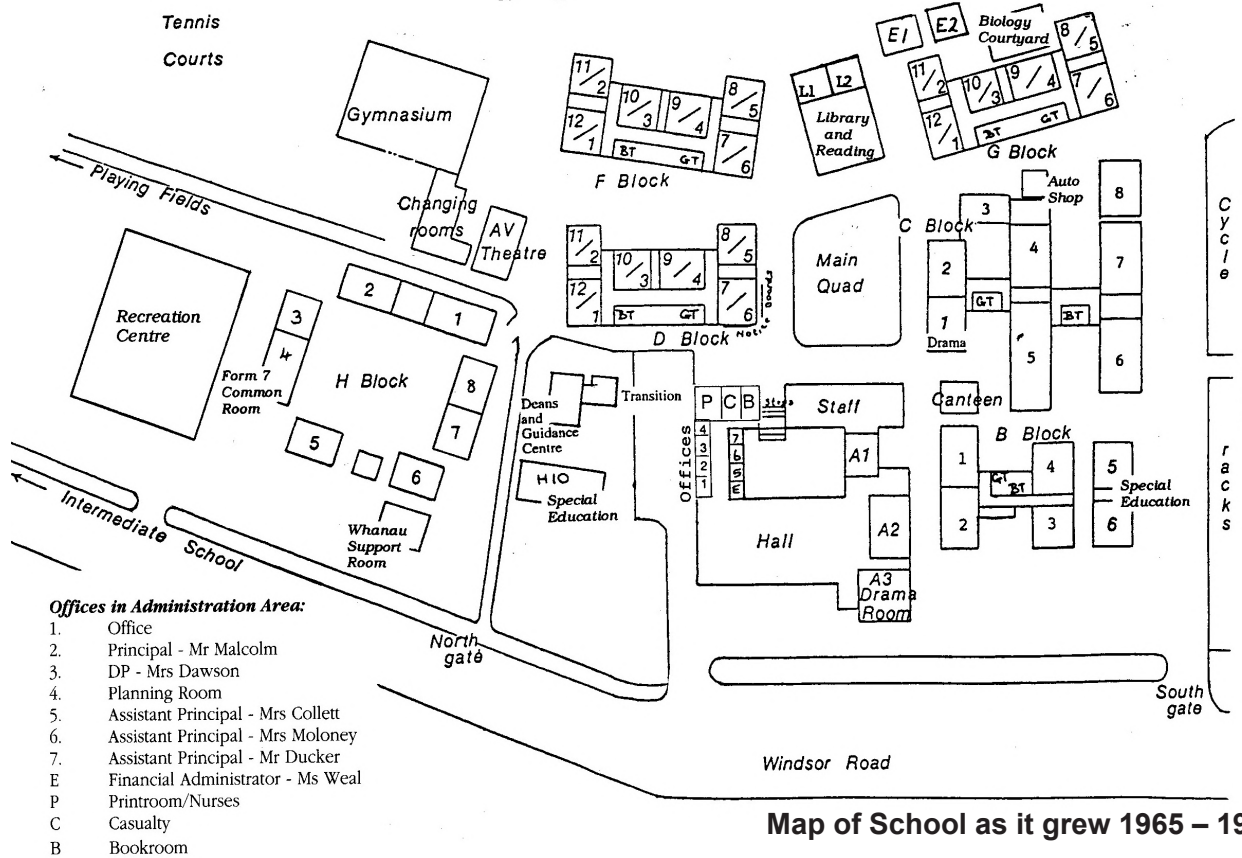 Tennis
Courts
Gymnasium
Playing Fields
Changing
rooms
AV
Theatre
Recreation
Centre
3
4
Form 7
Common
Room
2
1
H Block
8
7
5
6
Whanau
Support
Room
Intermediate School
North
gate
11/2
12/1
10/3
9/4
8/5
7/6
BT
GT
F Block
11/2
12/1
10/3
9/4
8/5
7/6
BT
GT
D Block
Notice Boards
L1
L2
Library
and
Reading
E1
E2
Biology
Courtyard
11/2
12/1
10/3
9/4
8/5
7/6
BT
GT
G Block
Main
Quad
C Block
3
Auto
Shop
8
2
4
7
GT
BT
1
Drama
5
6
Cycle
racks
Deans
and
Guidance
Centre
Transition
H10
Special
Education
P
C
B
Steps
Staff
Offices
4
3
2
1
7
6
5
E
A1
A2
Hall
A3
Drama
Room
Canteen
B Block
1
2
GT
BT
4
3
5
Special
Education
6
South
gate
Windsor Road
Offices in Administration Area:
1. Office
2. Principal - Mr Malcolm
3. DP - Mrs Dawson
4. Planning Room
5. Assistant Principal - Mrs Collett
6. Assistant Principal - Mrs Moloney
7. Assistant Principal - Mr Ducker
E Financial Administrator - Ms Weal
P Printroom/Nurses
C Casualty
B Bookroom
Map of School as it grew 1965 – 19